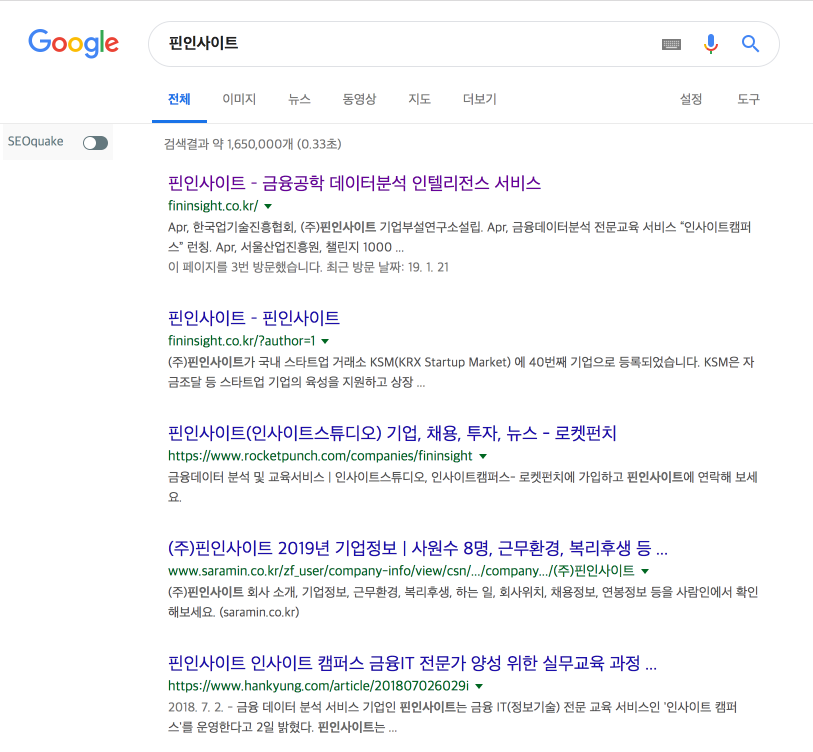 Google
핀인사이트
전체 이미지 뉴스 동영상 지도 더보기 설정 도구
SEOquake
검색결과 약 1,650,000개 (0.33초)
핀인사이트 - 금융공학 데이터분석 인텔리전스 서비스
fininsight.co.kr/
Apr, 한국업기술진흥협회, (주)핀인사이트 기업부설연구소설립. Apr, 금융데이터분석 전문교육 서비스 “인사이트캠퍼
스” 런칭. Apr, 서울산업진흥원, 챌린지 1000 ...
이 페이지를 3번 방문했습니다. 최근 방문 날짜: 19. 1. 21
핀인사이트 - 핀인사이트
fininsight.co.kr/?author=1
(주)핀인사이트가 국내 스타트업 거래소 KSM(KRX Startup Market) 에 40번째 기업으로 등록되었습니다. KSM은 자
금조달 등 스타트업 기업의 육성을 지원하고 상장 ...
핀인사이트(인사이트스튜디오) 기업, 채용, 투자, 뉴스 - 로켓펀치
https://www.rocketpunch.com/companies/fininsight
금융데이터 분석 및 교육서비스 | 인사이트스튜디오, 인사이트캠퍼스- 로켓펀치에 가입하고 핀인사이트에 연락해 보세
요.
(주)핀인사이트 2019년 기업정보 | 사원수 8명, 근무환경, 복리후생 등 ...
www.saramin.co.kr/zf_user/company-info/view/csn/.../company.../(주)핀인사이트
(주)핀인사이트 회사 소개, 기업정보, 근무환경, 복리후생, 하는 일, 회사위치, 채용정보, 연봉정보 등을 사람인에서 확인
해보세요. (saramin.co.kr)
핀인사이트 인사이트 캠퍼스 금융IT 전문가 양성 위한 실무교육 과정 ...
https://www.hankyung.com/article/201807026029i
2018. 7. 2. - 금융 데이터 분석 서비스 기업인 핀인사이트는 금융 IT(정보기술) 전문 교육 서비스인 '인사이트 캠퍼
스'를 운영한다고 2일 밝혔다. 핀인사이트는 ...